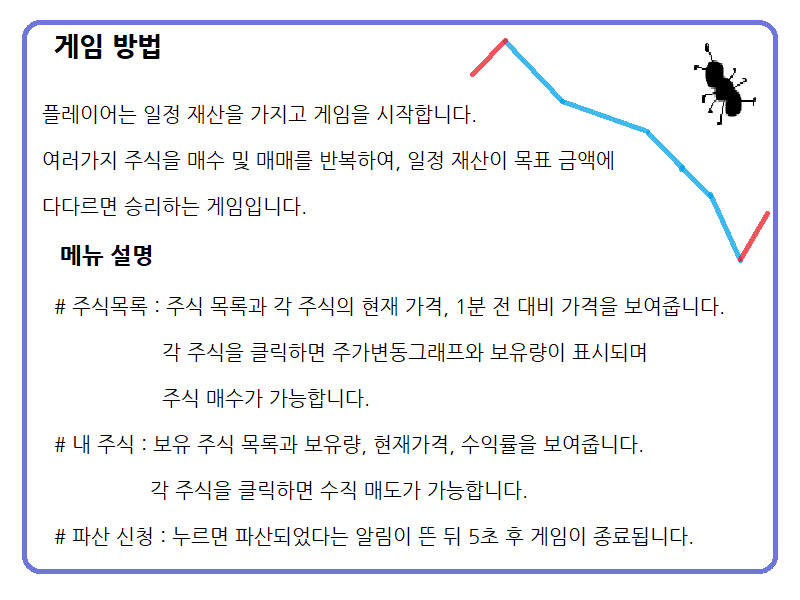 게임 방법
플레이어는 일정 재산을 가지고 게임을 시작합니다.
여러가지 주식을 매수 및 매매를 반복하여, 일정 재산이 목표 금액에
다다르면 승리하는 게임입니다.
메뉴 설명
# 주식목록 : 주식 목록과 각 주식의 현재 가격, 1분 전 대비 가격을 보여줍니다.
각 주식을 클릭하면 주가변동그래프와 보유량이 표시되며
주식 매수가 가능합니다.
# 내 주식 : 보유 주식 목록과 보유량, 현재가격, 수익률을 보여줍니다.
각 주식을 클릭하면 수직 매도가 가능합니다.
# 파산 신청 : 누르면 파산되었다는 알림이 뜬 뒤 5초 후 게임이 종료됩니다.